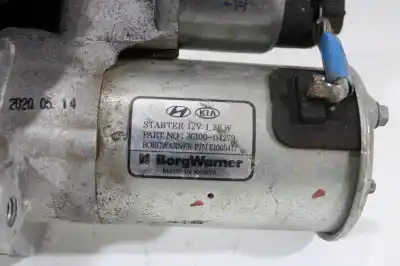 2020 05 14
KIA
STARTER 12V 1.2KW
PART NO : 36100-04270
BORGWARNER P/N
BorgWarner
MADE IN KOREA